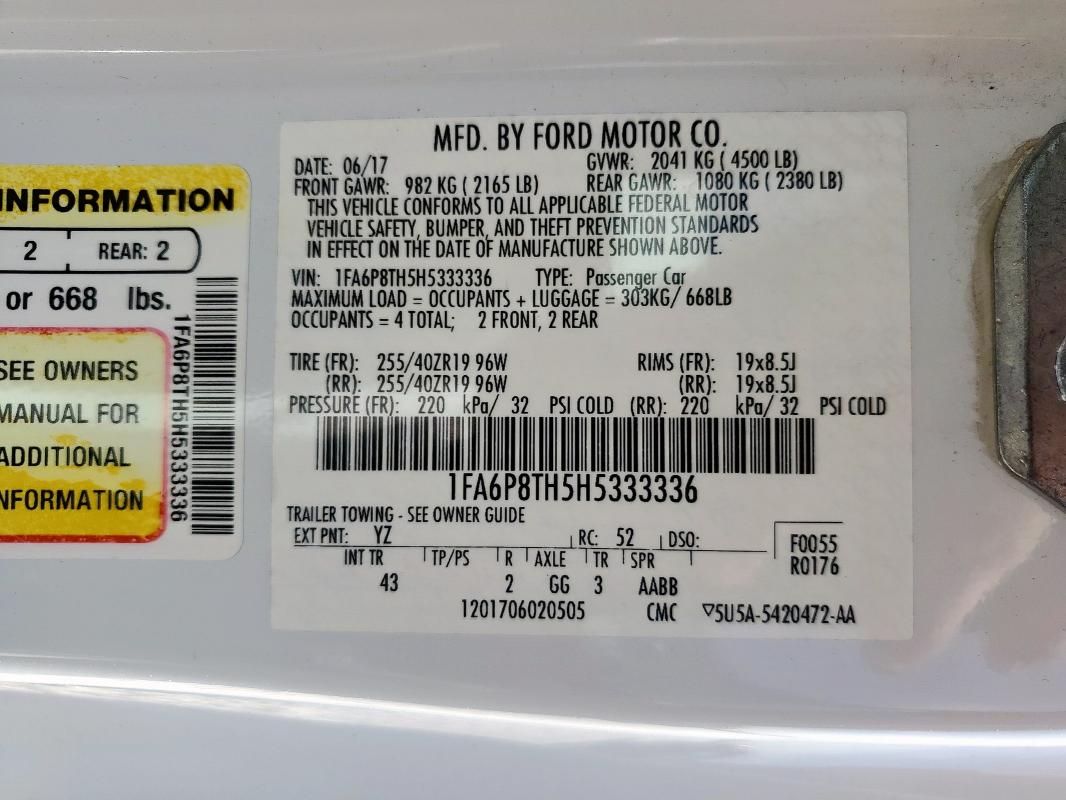 INFORMATION
2 REAR: 2
or 668 lbs.
SEE OWNERS
MANUAL FOR
ADDITIONAL
INFORMATION
1FA6P8TH5H5333336
MFD. BY FORD MOTOR CO.
DATE: 06/17 GVWR: 2041 KG ( 4500 LB)
FRONT GAWR: 982 KG ( 2165 LB) REAR GAWR: 1080 KG ( 2380 LB)
THIS VEHICLE CONFORMS TO ALL APPLICABLE FEDERAL MOTOR
VEHICLE SAFETY, BUMPER, AND THEFT PREVENTION STANDARDS
IN EFFECT ON THE DATE OF MANUFACTURE SHOWN ABOVE.
VIN: 1FA6P8TH5H5333336 TYPE: Passenger Car
MAXIMUM LOAD = OCCUPANTS + LUGGAGE = 303KG/ 668LB
OCCUPANTS = 4 TOTAL; 2 FRONT, 2 REAR
TIRE (FR): 255/40ZR19 96W RIMS (FR): 19x8.5J
(RR): 255/40ZR19 96W (RR): 19x8.5J
PRESSURE (FR): 220 kPa/ 32 PSI COLD (RR): 220 kPa/ 32 PSI COLD
1FA6P8TH5H5333336
TRAILER TOWING - SEE OWNER GUIDE
EXT PNT: YZ RC: 52 DSO:
INT TR TP/PS R AXLE TR SPR
43 2 GG 3 AABB
F0055
R0176
1201706020505 CMC ▽5U5A-5420472-AA